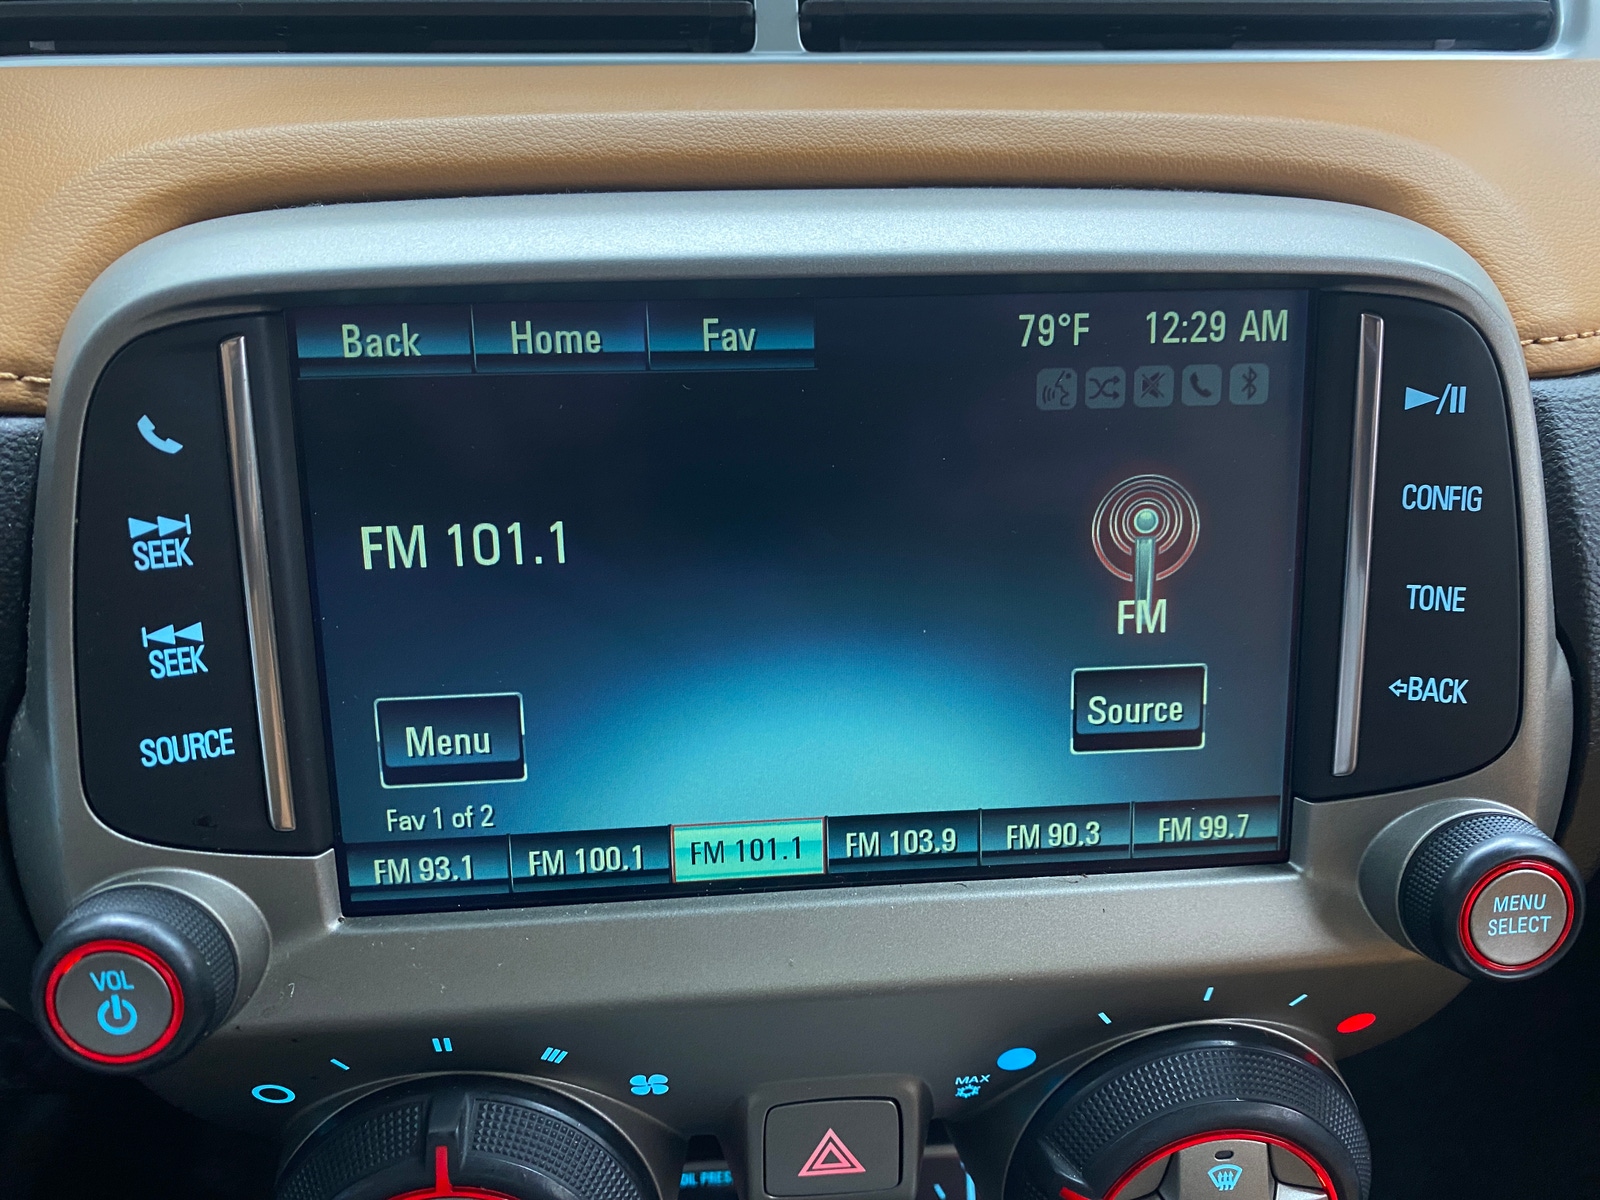 Back Home Fav 79°F 12:29 AM
SEEK
SEEK
SOURCE
FM 101.1
FM
Menu
Source
Fav 1 of 2
FM 93.1 FM 100.1 FM 101.1 FM 103.9 FM 90.3 FM 99.7
CONFIG
TONE
BACK
VOL
MENU
SELECT
MAX
OIL PRES